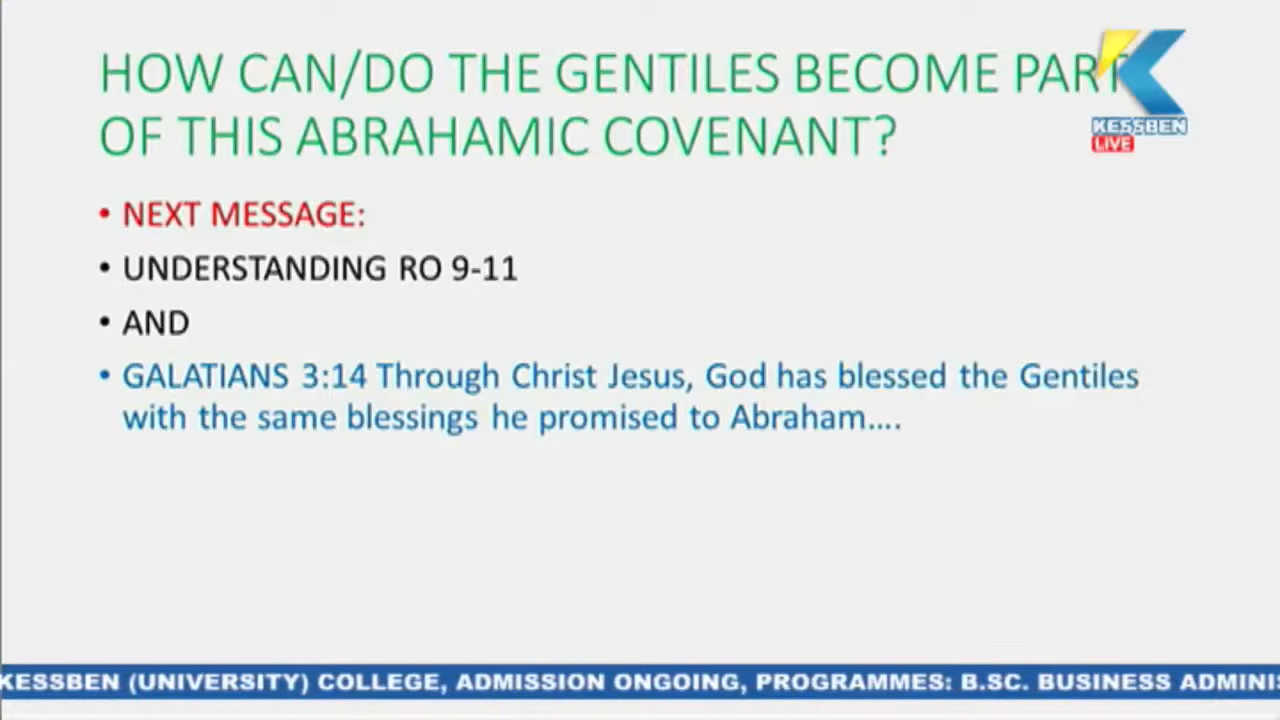 HOW CAN/DO THE GENTILES BECOME PART
OF THIS ABRAHAMIC COVENANT?
KESSBEN
LIVE
• NEXT MESSAGE:
• UNDERSTANDING RO 9-11
• AND
• GALATIANS 3:14 Through Christ Jesus, God has blessed the Gentiles
with the same blessings he promised to Abraham....
KESSBEN (UNIVERSITY) COLLEGE, ADMISSION ONGOING, PROGRAMMES: B.SC. BUSINESS ADMINIS